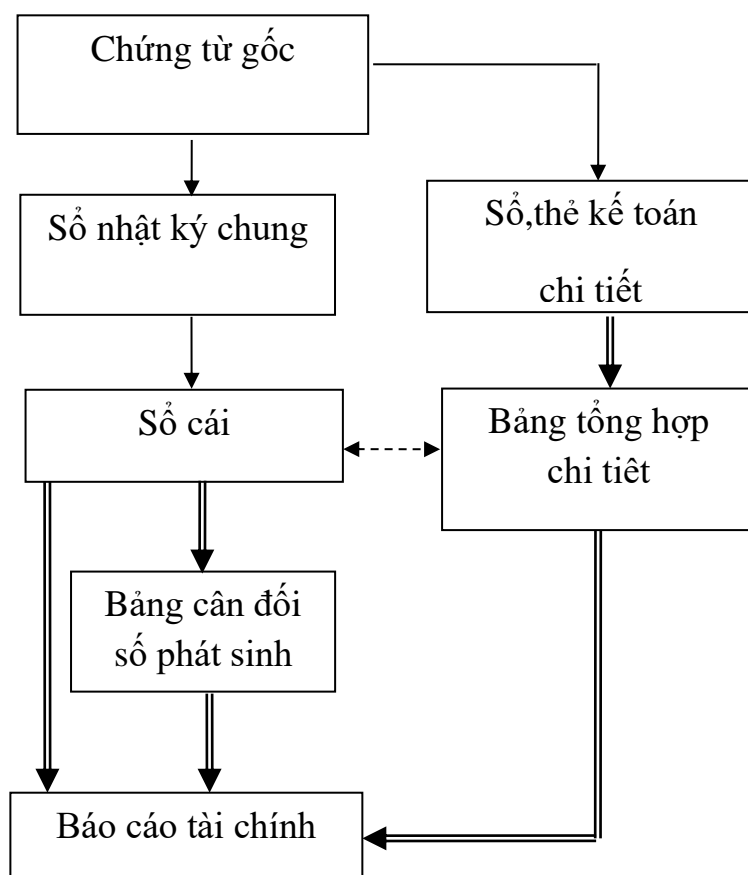 Chứng từ gốc
Sổ nhật ký chung
Sổ,thẻ kế toán
chi tiết
Sổ cái
Bảng tổng hợp
chi tiêt
Bảng cân đối
số phát sinh
Báo cáo tài chính